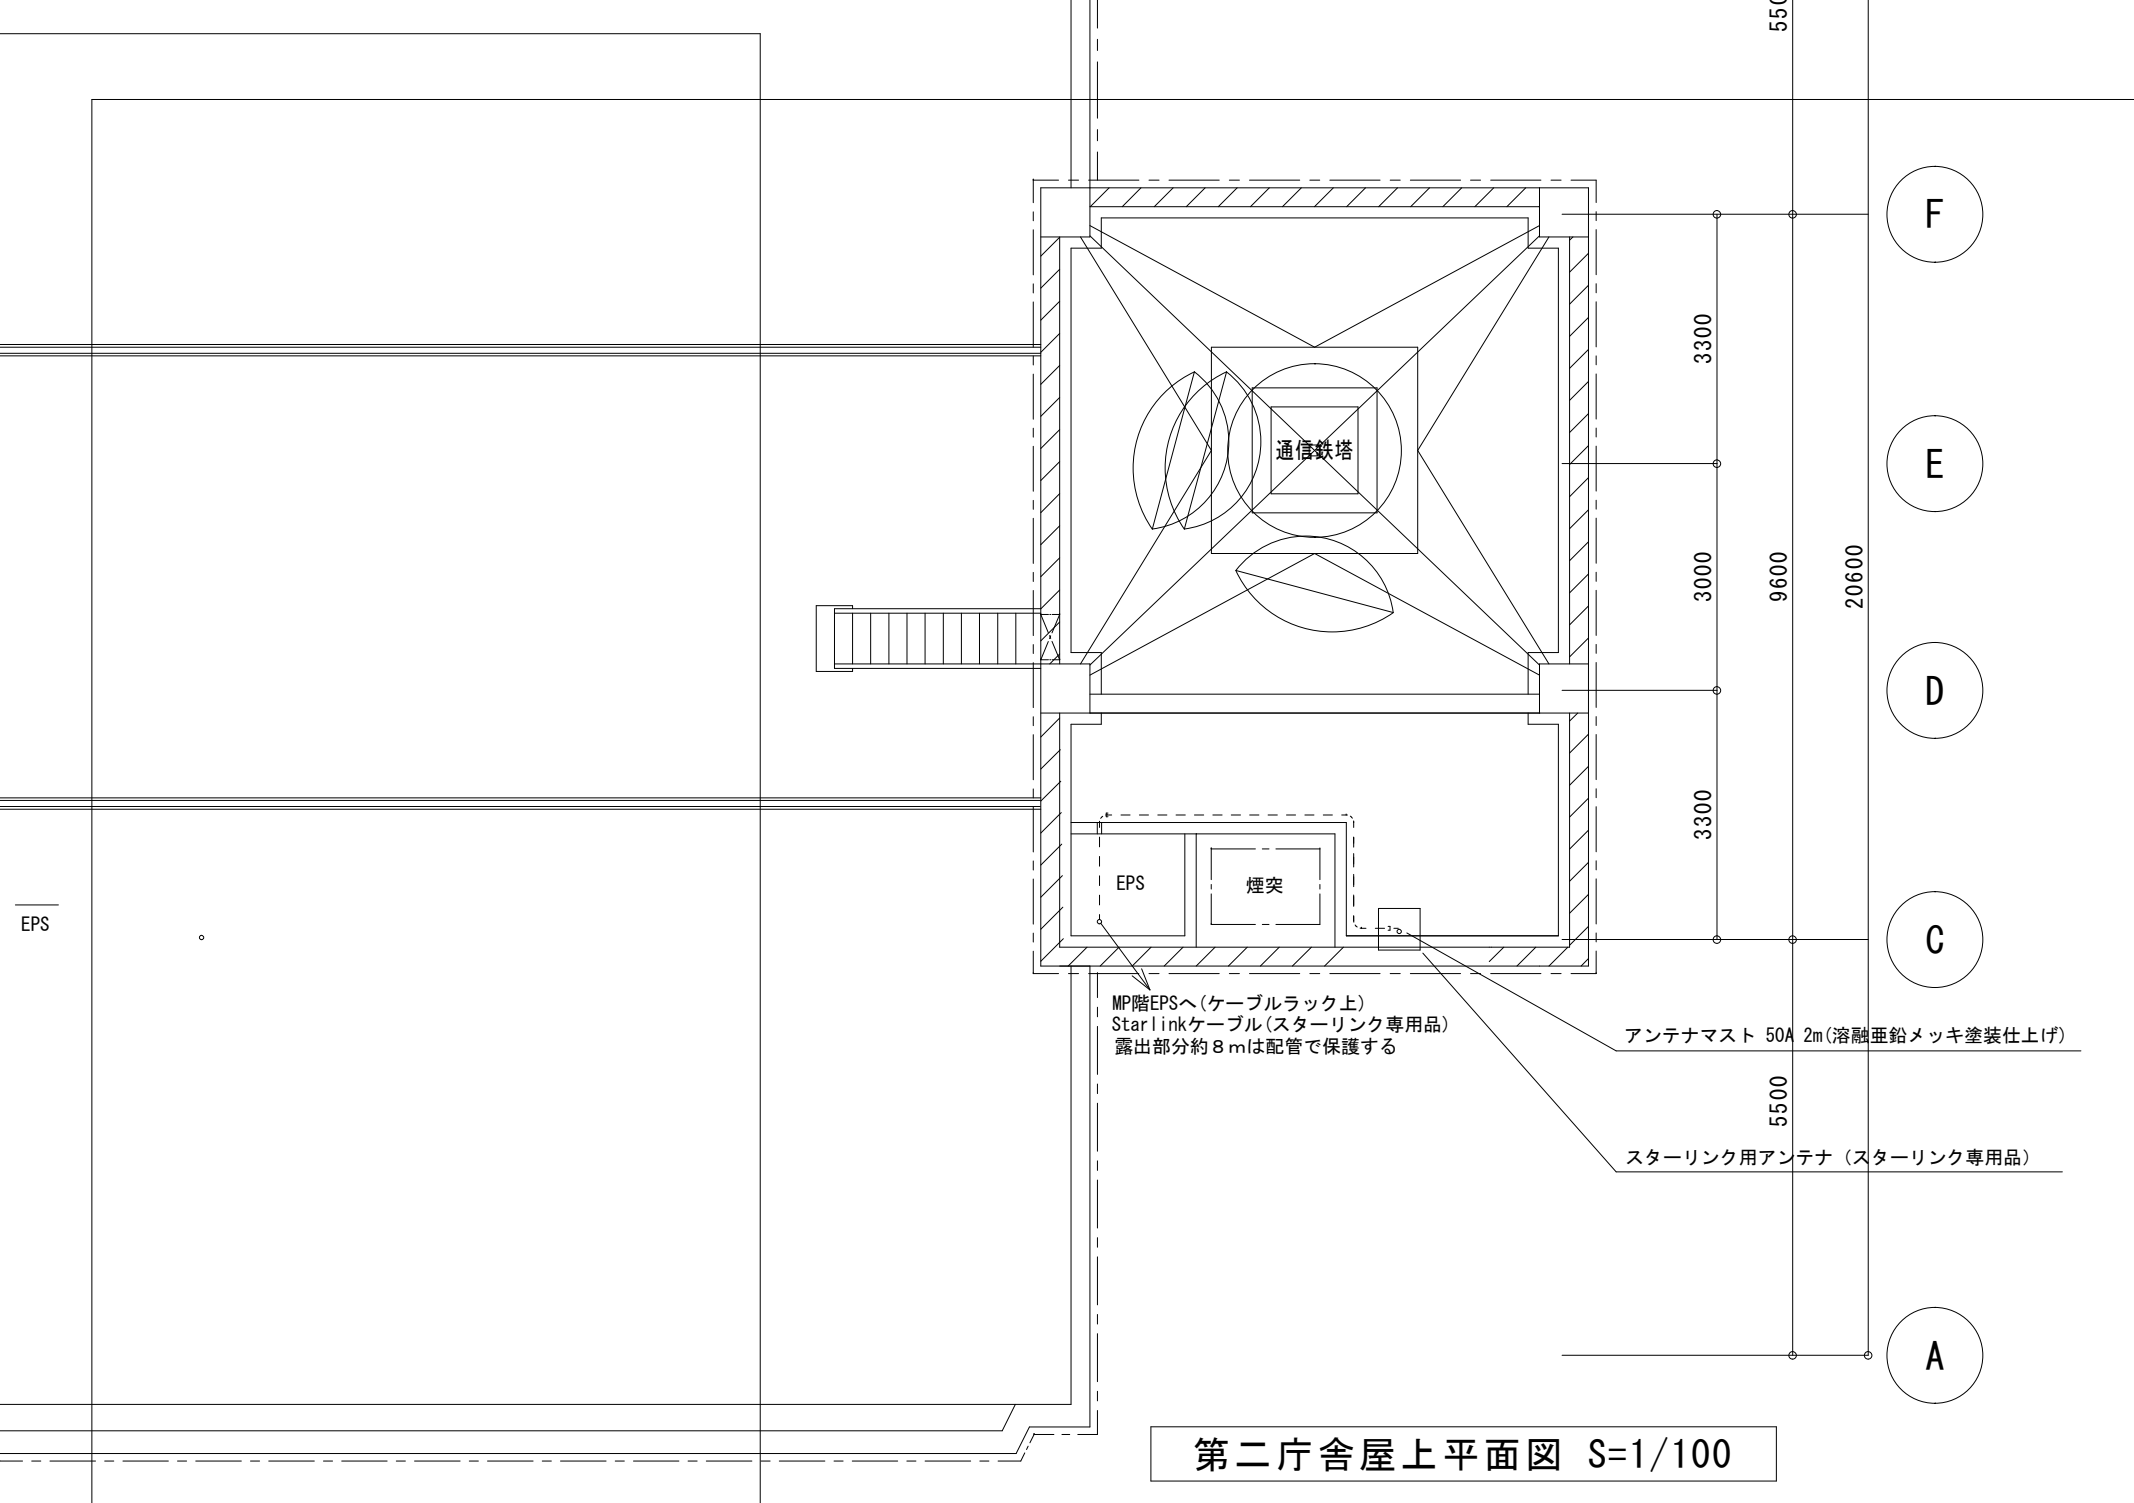 550
F
3300
通信鉄塔
E
3000
9600
20600
D
3300
EPS
煙突
EPS
C
MP階EPSへ(ケーブルラック上)
Starlinkケーブル(スターリンク専用品)
露出部分約８ｍは配管で保護する
アンテナマスト 50A 2m(溶融亜鉛メッキ塗装仕上げ)
5500
スターリンク用アンテナ（スターリンク専用品）
A
第二庁舎屋上平面図 S=1/100